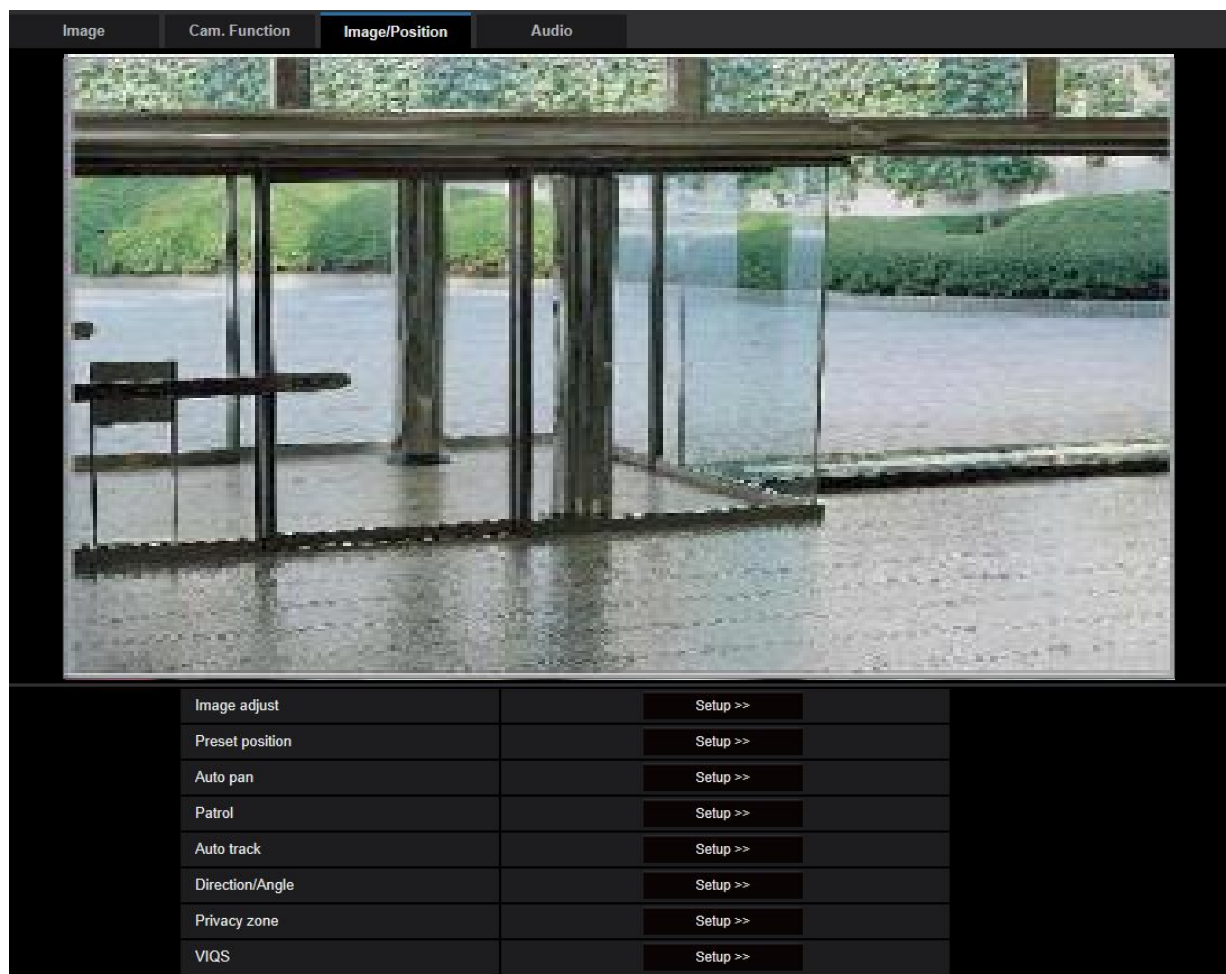 Image Cam. Function Image/Position Audio
Image adjust Setup >>
Preset position Setup >>
Auto pan Setup >>
Patrol Setup >>
Auto track Setup >>
Direction/Angle Setup >>
Privacy zone Setup >>
VIQS Setup >>